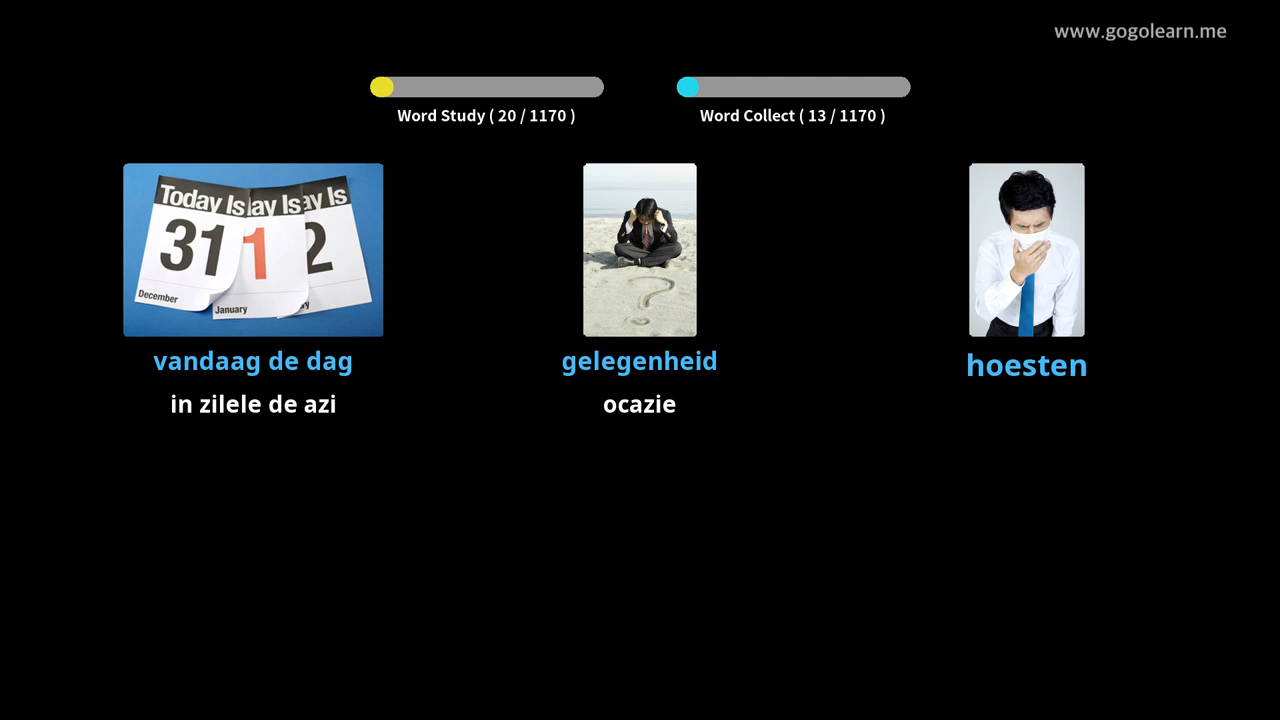 www.gogolearn.me
Word Study ( 20 / 1170 )
Word Collect ( 13 / 1170 )
Today Is
ay Is
ay Is
31
1
2
December
January
vandaag de dag
gelegenheid
hoesten
in zilele de azi
ocazie